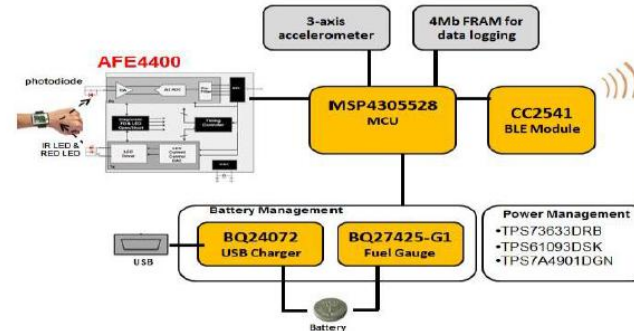 3-axis
accelerometer
4Mb FRAM for
data logging
AFE4400
photodiode
IR LED &
RED LED
MSP4305528
MCU
CC2541
BLE Module
Battery Management
BQ24072
USB Charger
BQ27425-G1
Fuel Gauge
USB
Battery
Power Management
•TPS73633DRB
•TPS61093DSK
•TPS7A4901DGN